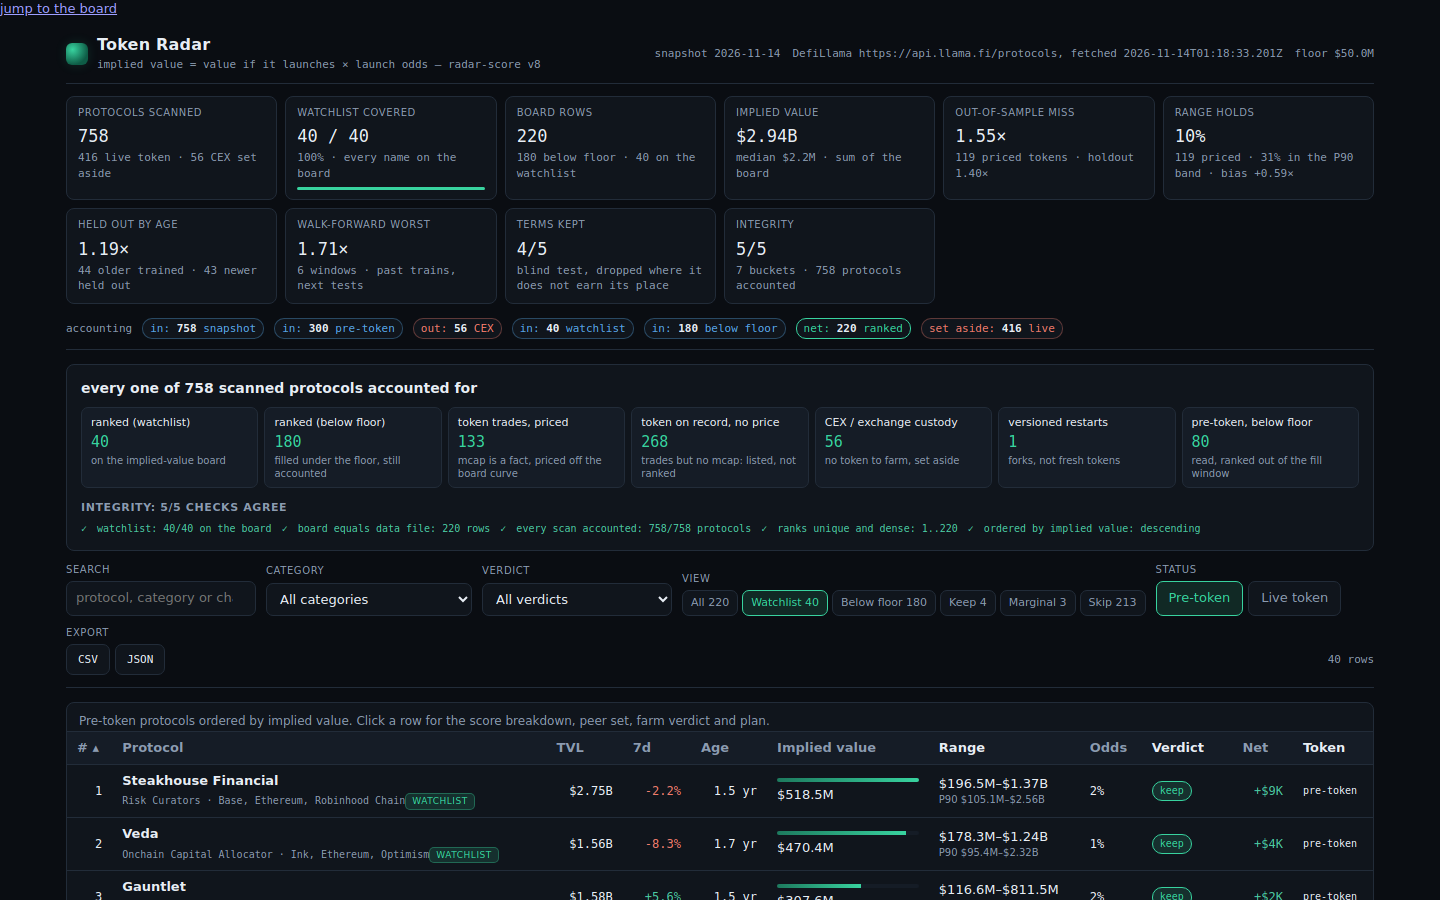 jump to the board
Token Radar
implied value = value if it launches × launch odds — radar-score v8
snapshot 2026-11-14 DefiLlama https://api.llama.fi/protocols, fetched 2026-11-14T01:18:33.201Z floor $50.0M
PROTOCOLS SCANNED
758
416 live token · 56 CEX set
aside
WATCHLIST COVERED
40 / 40
100% · every name on the
board
BOARD ROWS
220
180 below floor · 40 on the
watchlist
IMPLIED VALUE
$2.94B
median $2.2M · sum of the
board
OUT-OF-SAMPLE MISS
1.55×
119 priced tokens · holdout
1.40×
RANGE HOLDS
10%
119 priced · 31% in the P90
band · bias +0.59×
HELD OUT BY AGE
1.19×
44 older trained · 43 newer
held out
WALK-FORWARD WORST
1.71×
6 windows · past trains,
next tests
TERMS KEPT
4/5
blind test, dropped where it
does not earn its place
INTEGRITY
5/5
7 buckets · 758 protocols
accounted
accounting in: 758 snapshot in: 300 pre-token out: 56 CEX in: 40 watchlist in: 180 below floor net: 220 ranked set aside: 416 live
every one of 758 scanned protocols accounted for
ranked (watchlist)
40
on the implied-value board
ranked (below floor)
180
filled under the floor, still
accounted
token trades, priced
133
mcap is a fact, priced off the
board curve
token on record, no price
268
trades but no mcap: listed, not
ranked
CEX / exchange custody
56
no token to farm, set aside
versioned restarts
1
forks, not fresh tokens
pre-token, below floor
80
read, ranked out of the fill
window
INTEGRITY: 5/5 CHECKS AGREE
✓ watchlist: 40/40 on the board ✓ board equals data file: 220 rows ✓ every scan accounted: 758/758 protocols ✓ ranks unique and dense: 1..220 ✓ ordered by implied value: descending
SEARCH
protocol, category or ch
CATEGORY
All categories
VERDICT
All verdicts
VIEW
All 220 Watchlist 40 Below floor 180 Keep 4 Marginal 3 Skip 213
STATUS
Pre-token Live token
EXPORT
CSV JSON
40 rows
Pre-token protocols ordered by implied value. Click a row for the score breakdown, peer set, farm verdict and plan.
# ▴ Protocol TVL 7d Age Implied value Range Odds Verdict Net Token
1 Steakhouse Financial
Risk Curators · Base, Ethereum, Robinhood Chain WATCHLIST
$2.75B -2.2% 1.5 yr $518.5M $196.5M–$1.37B
P90 $105.1M–$2.56B
2% keep +$9K pre-token
2 Veda
Onchain Capital Allocator · Ink, Ethereum, Optimism WATCHLIST
$1.56B -8.3% 1.7 yr $470.4M $178.3M–$1.24B
P90 $95.4M–$2.32B
1% keep +$4K pre-token
3 Gauntlet
$1.58B +5.6% 1.5 yr $307.6M $116.6M–$811.5M
2% keep +$2K pre-token